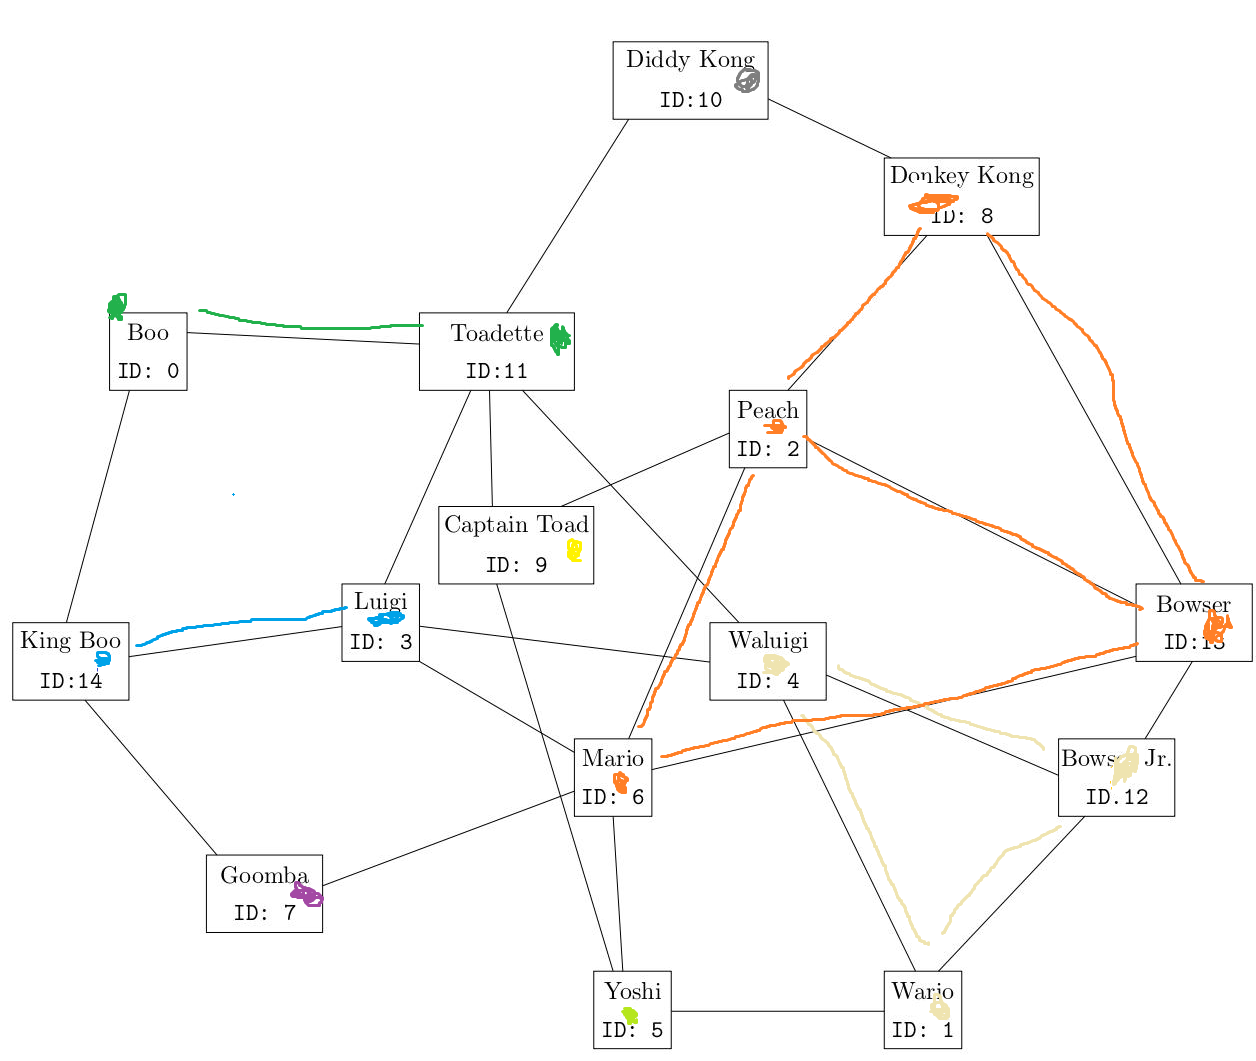 Diddy Kong
ID:10
Donkey Kong
ID: 8
Boo
ID: 0
Toadette
ID:11
Peach
ID: 2
Captain Toad
ID: 9
Luigi
ID: 3
King Boo
ID:14
Waluigi
ID: 4
Bowser
ID:13
Mario
ID: 6
Bowser Jr.
ID.12
Goomba
ID: 7
Yoshi
ID: 5
Wario
ID: 1